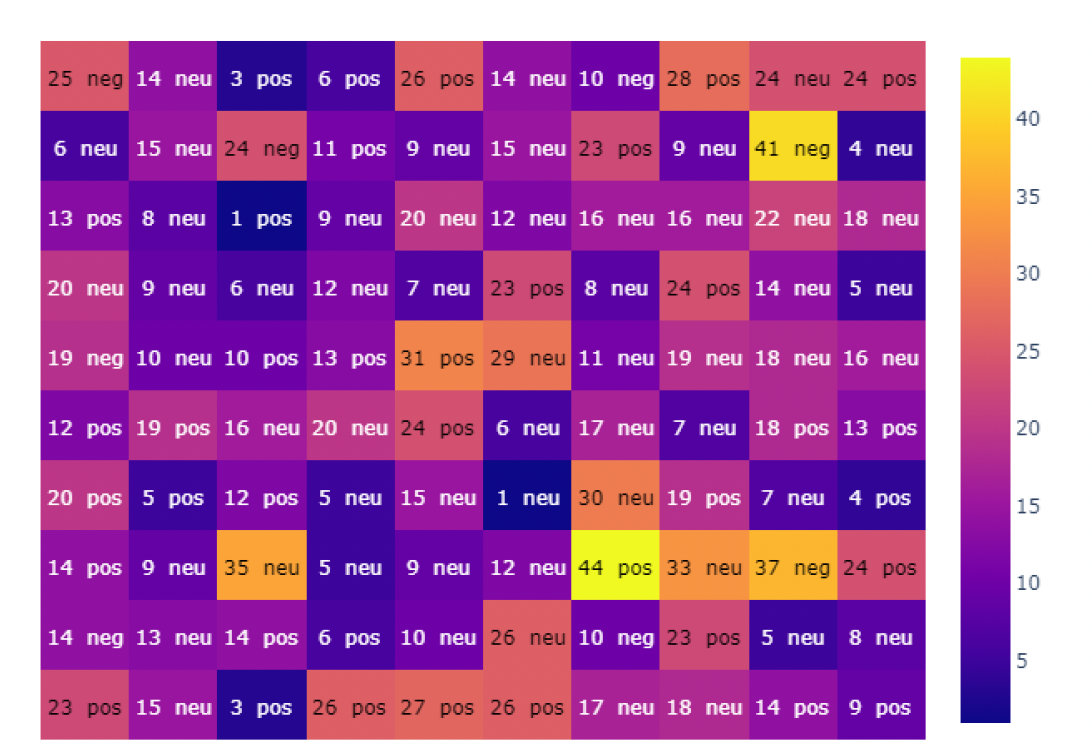 25 neg 14 neu 3 pos 6 pos 26 pos 14 neu 10 neg 28 pos 24 neu 24 pos
6 neu 15 neu 24 neg 11 pos 9 neu 15 neu 23 pos 9 neu 41 neg 4 neu
13 pos 8 neu 1 pos 9 neu 20 neu 12 neu 16 neu 16 neu 22 neu 18 neu
20 neu 9 neu 6 neu 12 neu 7 neu 23 pos 8 neu 24 pos 14 neu 5 neu
19 neg 10 neu 10 pos 13 pos 31 pos 29 neu 11 neu 19 neu 18 neu 16 neu
12 pos 19 pos 16 neu 20 neu 24 pos 6 neu 17 neu 7 neu 18 pos 13 pos
20 pos 5 pos 12 pos 5 neu 15 neu 1 neu 30 neu 19 pos 7 neu 4 pos
14 pos 9 neu 35 neu 5 neu 9 neu 12 neu 44 pos 33 neu 37 neg 24 pos
14 neg 13 neu 14 pos 6 pos 10 neu 26 neu 10 neg 23 pos 5 neu 8 neu
23 pos 15 neu 3 pos 26 pos 27 pos 26 pos 17 neu 18 neu 14 pos 9 pos
40
35
30
25
20
15
10
5